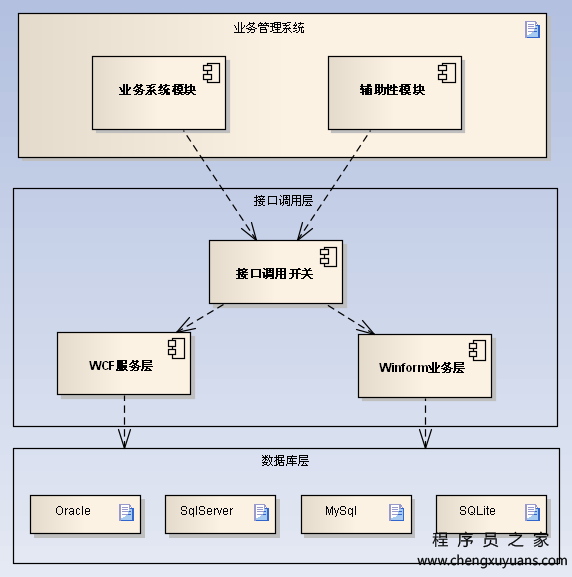 业务管理系统
业务系统模块
辅助性模块
接口调用层
接口调用开关
WCF服务层
Winform业务层
数据库层
Oracle
SqlServer
MySql
SQLite
程序员之家
www.chengxuyuans.com